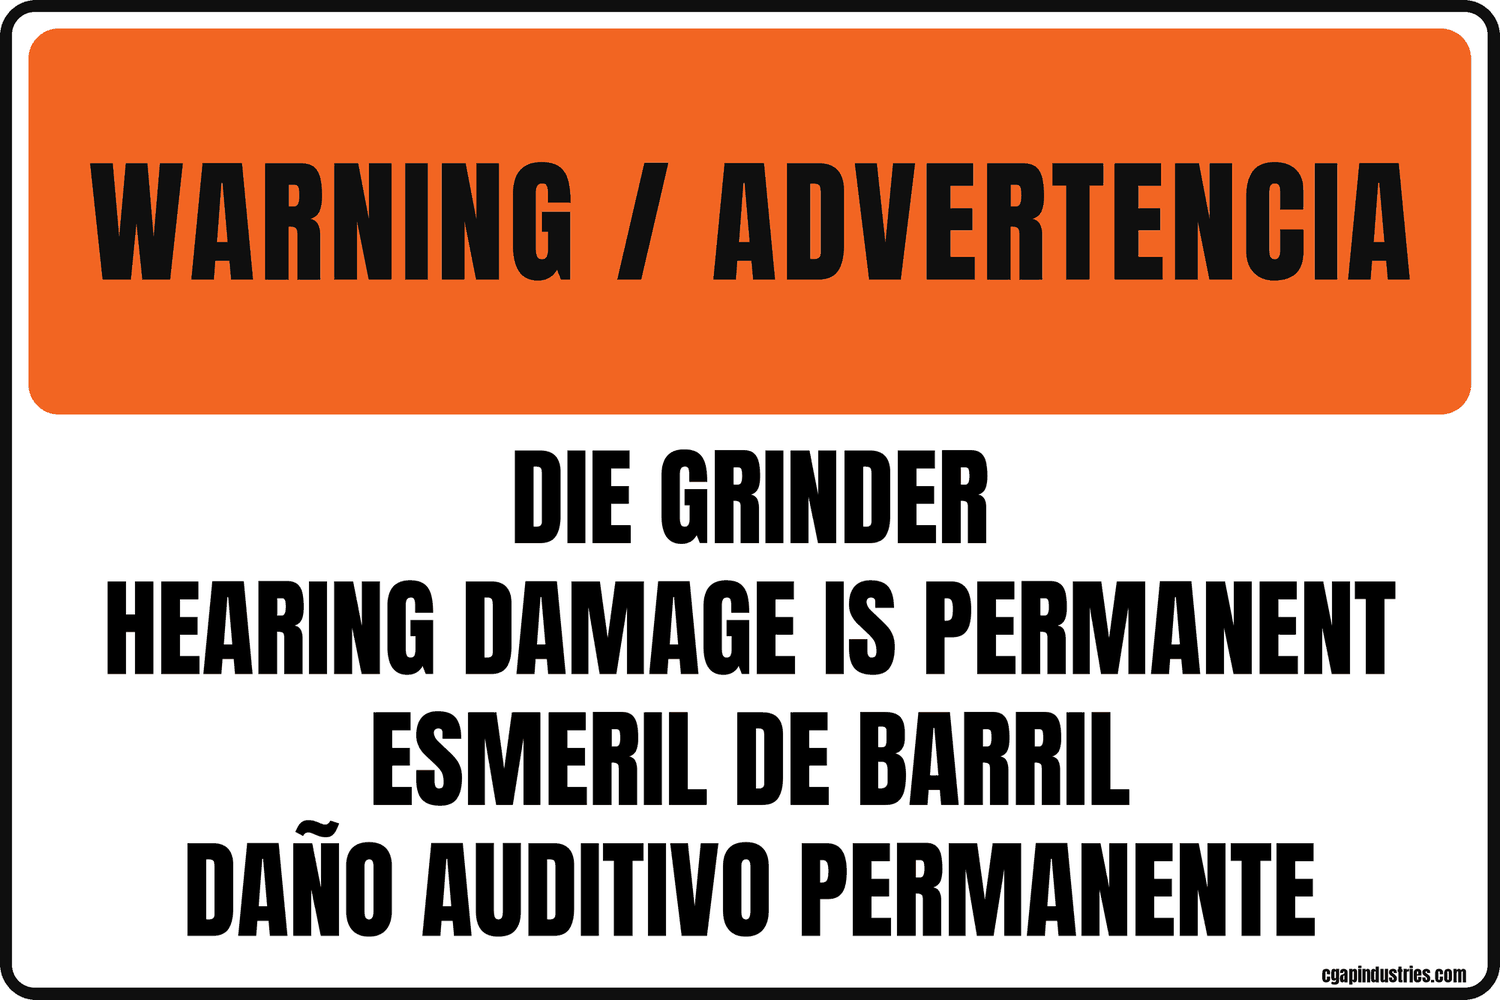 WARNING / ADVERTENCIA
DIE GRINDER
HEARING DAMAGE IS PERMANENT
ESMERIL DE BARRIL
DAÑO AUDITIVO PERMANENTE
cgapindustries.com